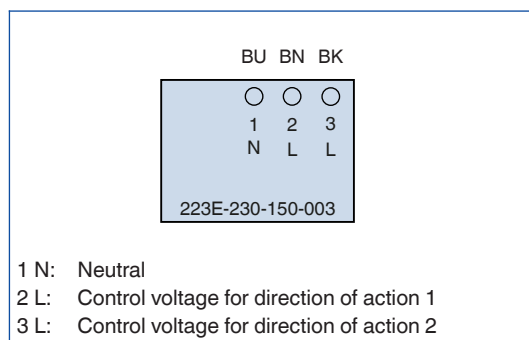 BU BN BK
1 2 3
N L L
223E-230-150-003
1 N: Neutral
2 L: Control voltage for direction of action 1
3 L: Control voltage for direction of action 2